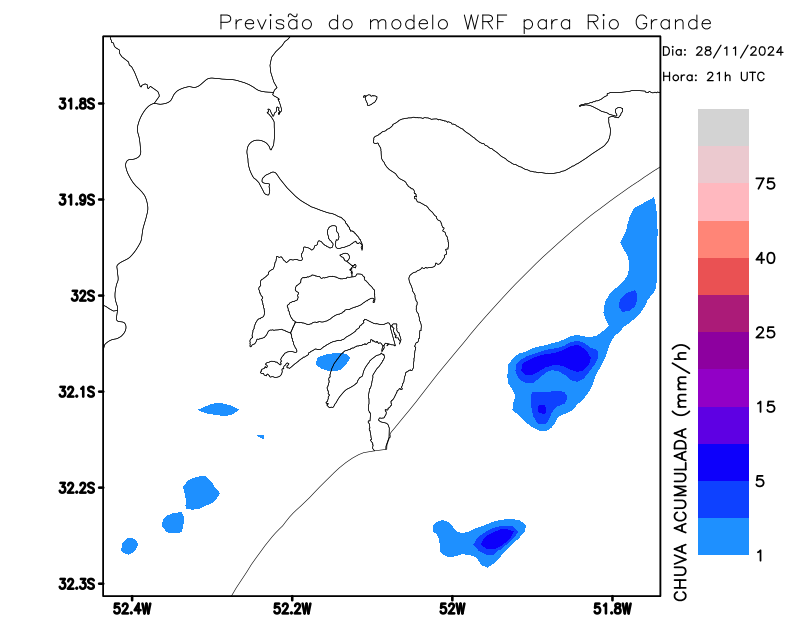 Previsão do modelo WRF para Rio Grande
Dia: 28/11/2024
Hora: 21h UTC
31.8S
31.9S
32S
32.1S
32.2S
32.3S
52.4W
52.2W
52W
51.8W
75
40
25
15
5
1
CHUVA ACUMULADA (mm/h)